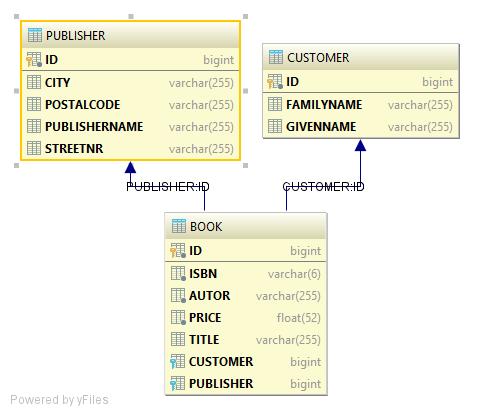 PUBLISHER
ID bigint
CITY varchar(255)
POSTALCODE varchar(255)
PUBLISHERNAME varchar(255)
STREETNR varchar(255)
CUSTOMER
ID bigint
FAMILYNAME varchar(255)
GIVENNAME varchar(255)
PUBLISHER:ID
CUSTOMER:ID
BOOK
ID bigint
ISBN varchar(6)
AUTOR varchar(255)
PRICE float(52)
TITLE varchar(255)
CUSTOMER bigint
PUBLISHER bigint
Powered by yFiles